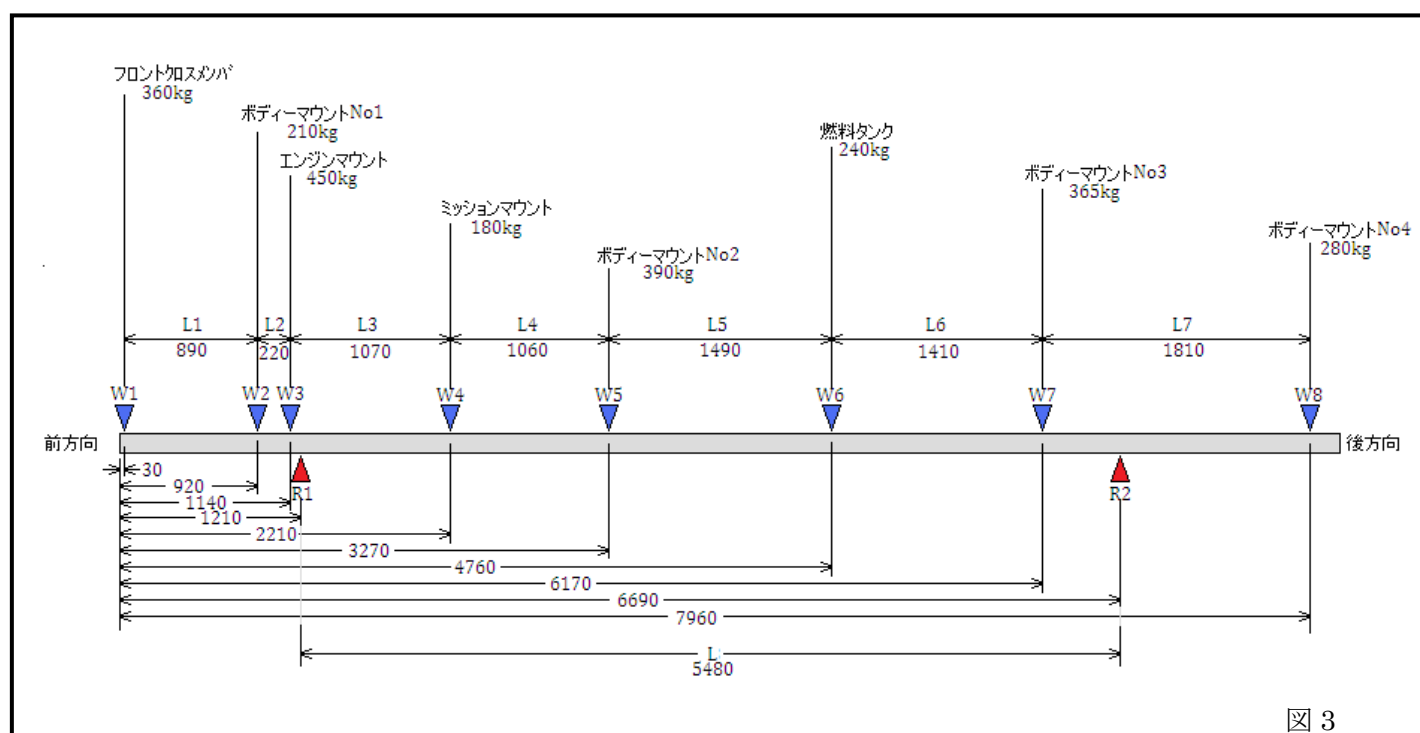 フロントクロスメンバ
360kg
ボディーマウントNo1
210kg
エンジンマウント
450kg
ミッションマウント
180kg
ボディーマウントNo2
390kg
燃料タンク
240kg
ボディーマウントNo3
365kg
ボディーマウントNo4
280kg
L1 L2 L3 L4 L5 L6 L7
890 220 1070 1060 1490 1410 1810
W1 W2 W3 W4 W5 W6 W7 W8
前方向 後方向
30
920
R1 R2
1140
1210
2210
3270
4760
6170
6690
7960
L
5480
図 3